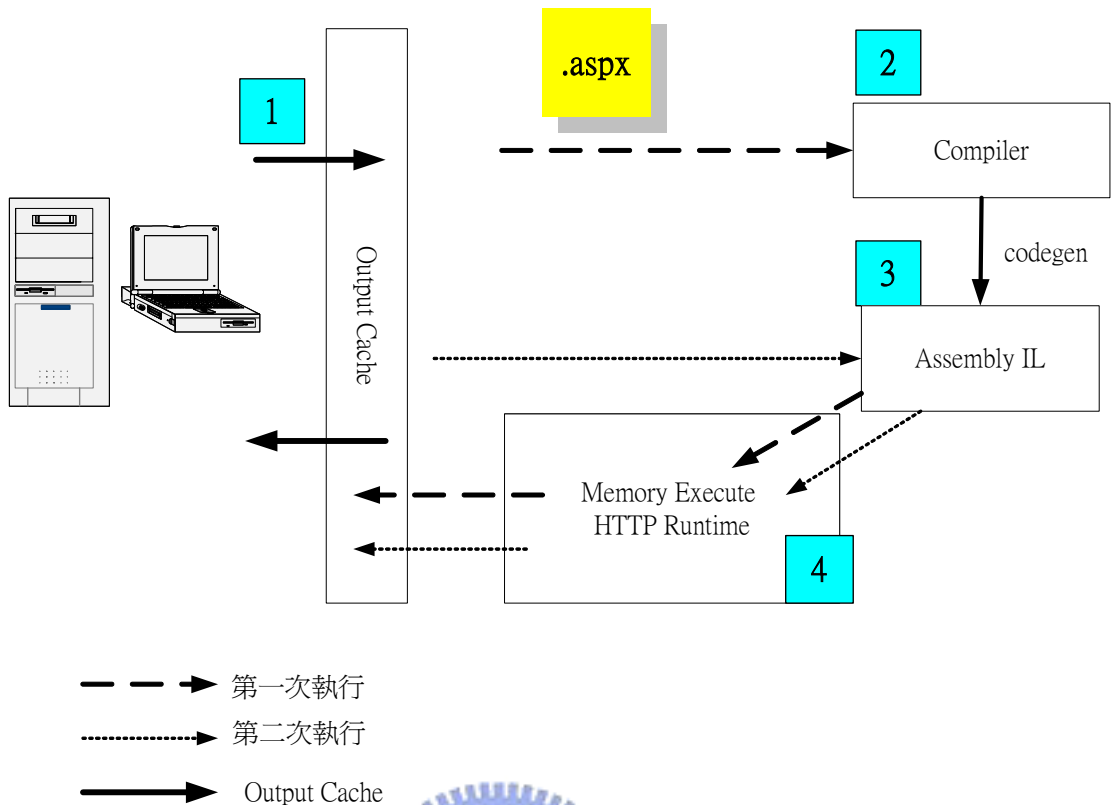 .aspx
2
1
Compiler
codegen
3
Output Cache
Assembly IL
Memory Execute
HTTP Runtime
4
第一次執行
第二次執行
Output Cache